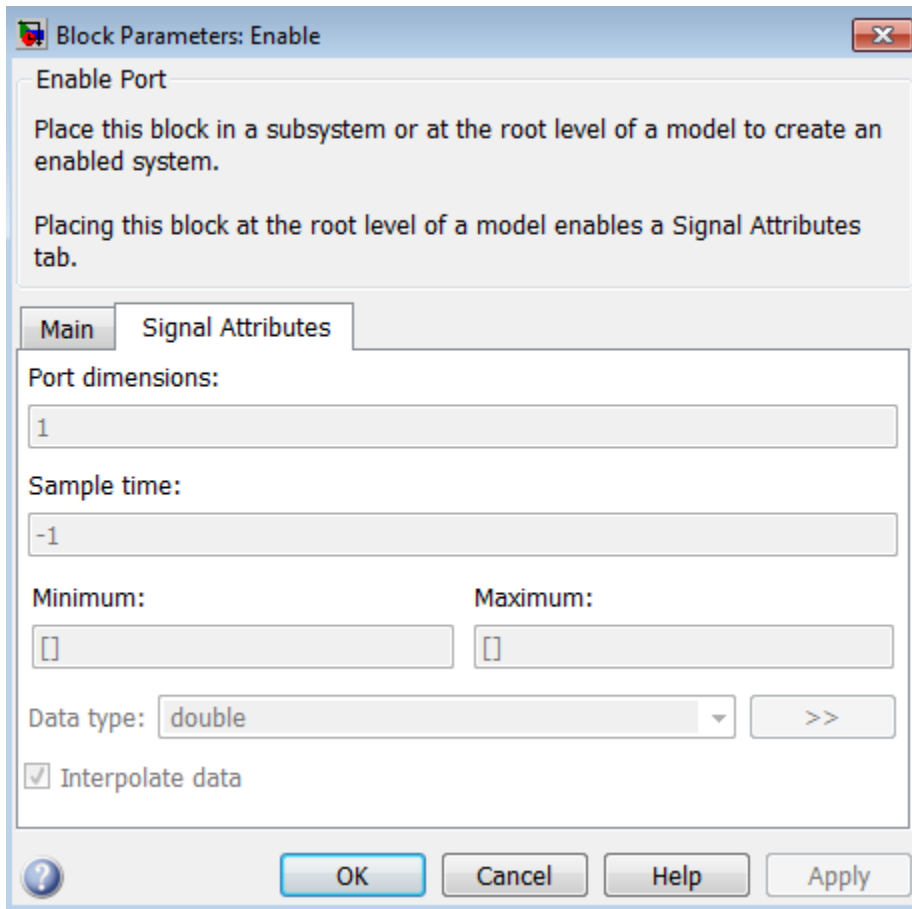 Block Parameters: Enable
Enable Port
Place this block in a subsystem or at the root level of a model to create an
enabled system.
Placing this block at the root level of a model enables a Signal Attributes
tab.
Main Signal Attributes
Port dimensions:
1
Sample time:
-1
Minimum: Maximum:
[] []
Data type: double >>
Interpolate data
? OK Cancel Help Apply